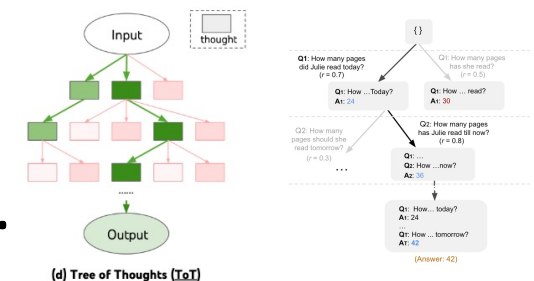 Input
thought
......
Output
(d) Tree of Thoughts (ToT)
{ }
Q1: How many pages
did Julie read today?
(r = 0.7)
Q1: How many pages
has she read?
(r = 0.5)
Q1: How ...Today?
A1: 24
Q1: How ... read?
A1: 30
Q2: How many
pages should she
read tomorrow?
(r = 0.3)
...
Q2: How many pages
has Julie read till now?
(r = 0.8)
Q1: ...
Q2: How ...now?
A2: 36
Q1: How... today?
A1: 24
...
QT: How ... tomorrow?
AT: 42
(Answer: 42)